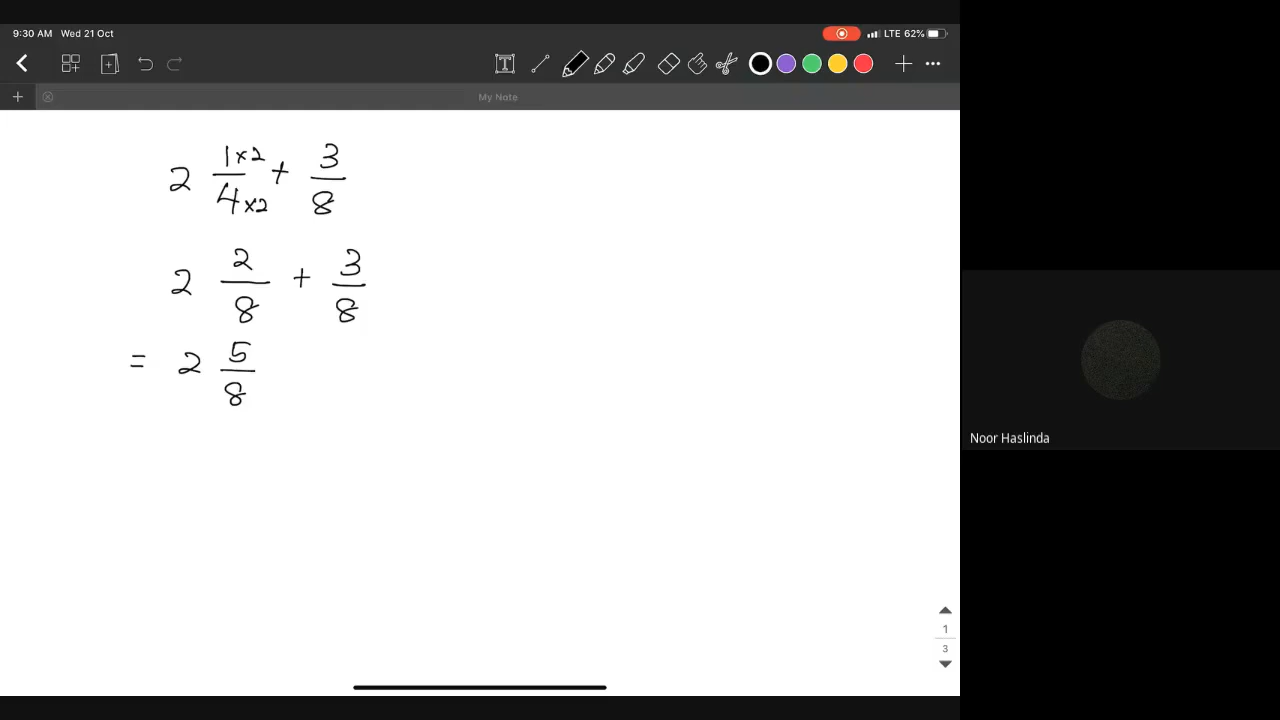 9:30 AM Wed 21 Oct
LTE 62%
My Note
2 1×2/4×2 + 3/8
2 2/8 + 3/8
= 2 5/8
Noor Haslinda
1
3